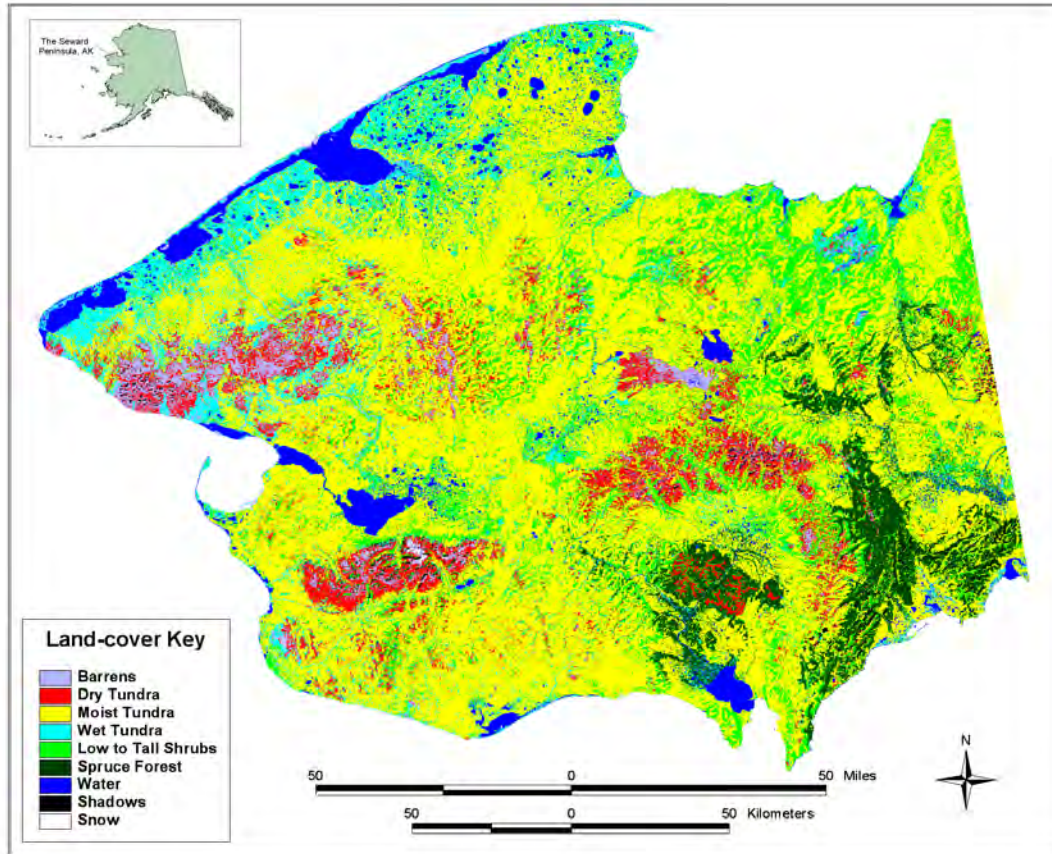 The Seward
Peninsula, AK
Land-cover Key
Barrens
Dry Tundra
Moist Tundra
Wet Tundra
Low to Tall Shrubs
Spruce Forest
Water
Shadows
Snow
N
50 0 50 Miles
50 0 50 Kilometers